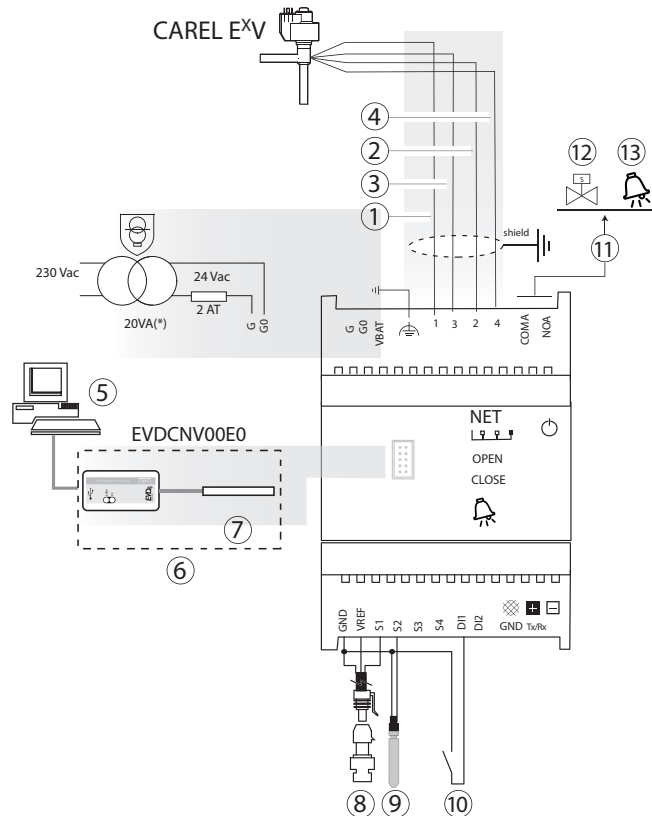 CAREL EXV
4
2
3
1
12
13
shield
11
230 Vac
24 Vac
2 AT
20VA(*)
G
G0
G
G0
VBAT
1
3
2
4
COMA
NOA
5
EVDCNV00E0
NET
OPEN
CLOSE
7
6
GND
VREF
S1
S2
S3
S4
DI1
DI2
GND
Tx/Rx
8
9
10